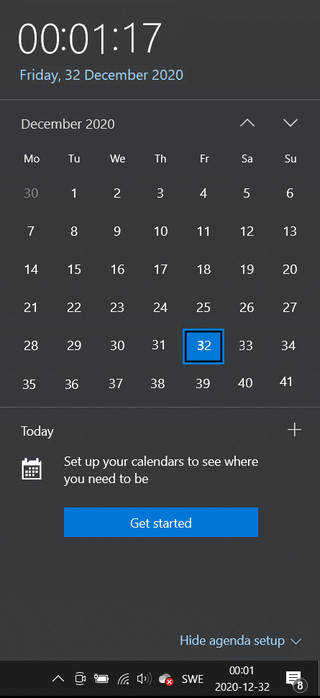 00:01:17
Friday, 32 December 2020
December 2020
Mo Tu We Th Fr Sa Su
30 1 2 3 4 5 6
7 8 9 10 11 12 13
14 15 16 17 18 19 20
21 22 23 24 25 26 27
28 29 30 31 32 33 34
35 36 37 38 39 40 41
Today
Set up your calendars to see where
you need to be
Get started
Hide agenda setup
SWE 00:01
2020-12-32 8